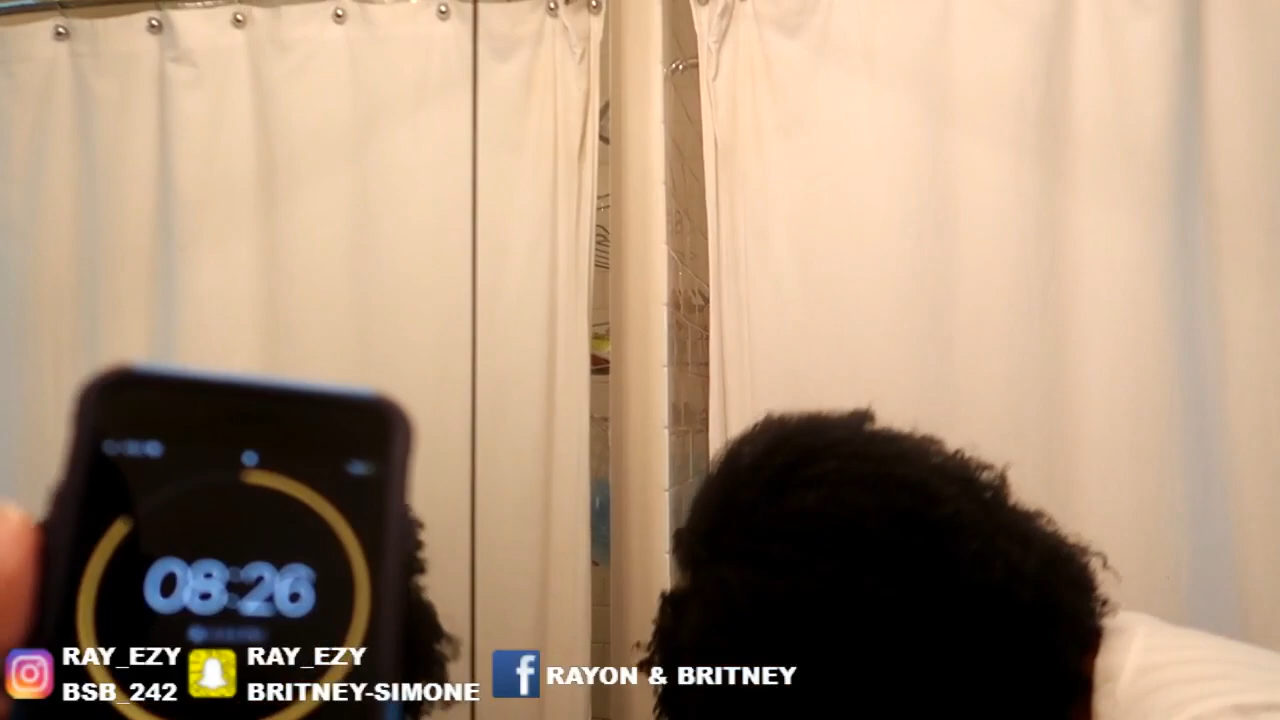 08:26
RAY_EZY
BSB_242
RAY_EZY
BRITNEY-SIMONE
RAYON & BRITNEY